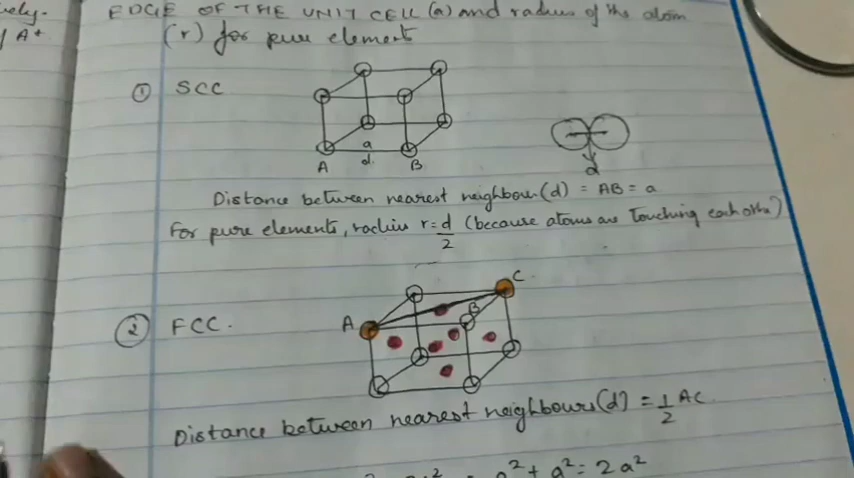 EDGE OF THE UNIT CELL (a) and radius of the atom
A+
(r) for pure element
① SCC
a
d
A B
d
Distance between nearest neighbour (d) = AB = a
For pure elements, radius r = d/2 (because atoms are touching each other)
C
A
B
② FCC.
Distance between nearest neighbours (d) = 1/2 AC
a² + a² = 2a²